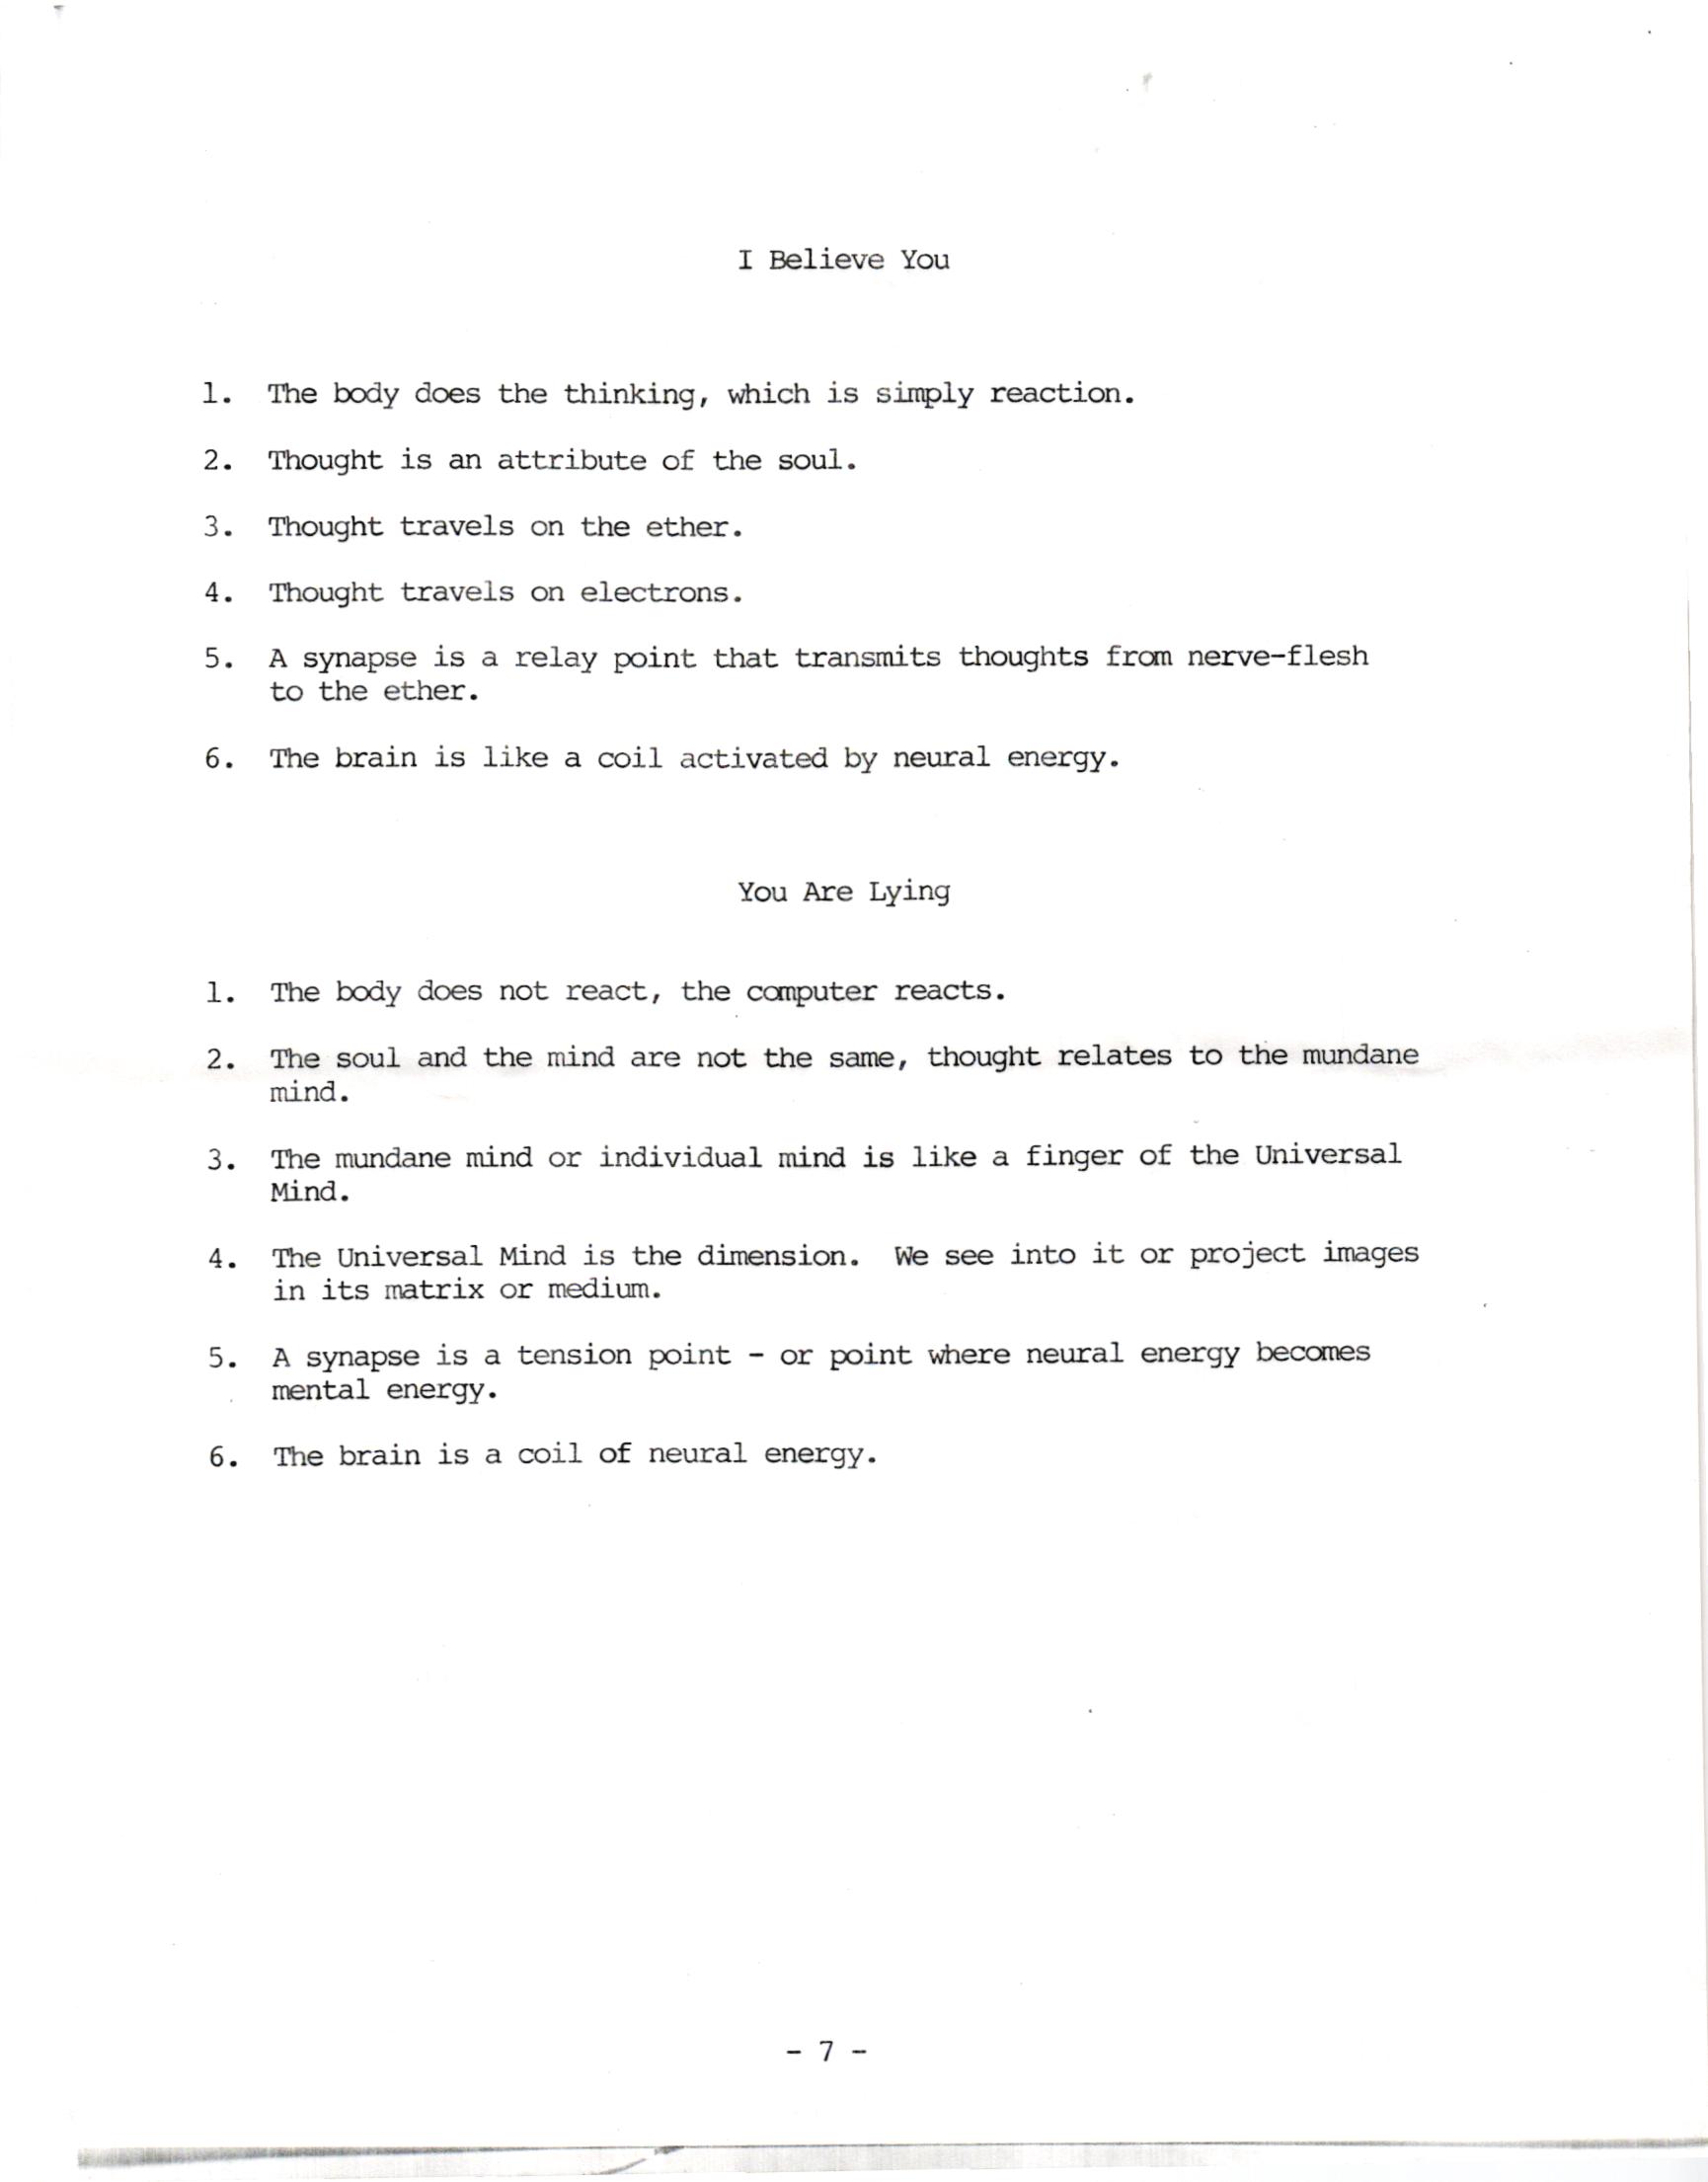 I Believe You
1. The body does the thinking, which is simply reaction.
2. Thought is an attribute of the soul.
3. Thought travels on the ether.
4. Thought travels on electrons.
5. A synapse is a relay point that transmits thoughts from nerve-flesh
to the ether.
6. The brain is like a coil activated by neural energy.
You Are Lying
1. The body does not react, the computer reacts.
2. The soul and the mind are not the same, thought relates to the mundane
mind.
3. The mundane mind or individual mind is like a finger of the Universal
Mind.
4. The Universal Mind is the dimension. We see into it or project images
in its matrix or medium.
5. A synapse is a tension point - or point where neural energy becomes
mental energy.
6. The brain is a coil of neural energy.
- 7 -